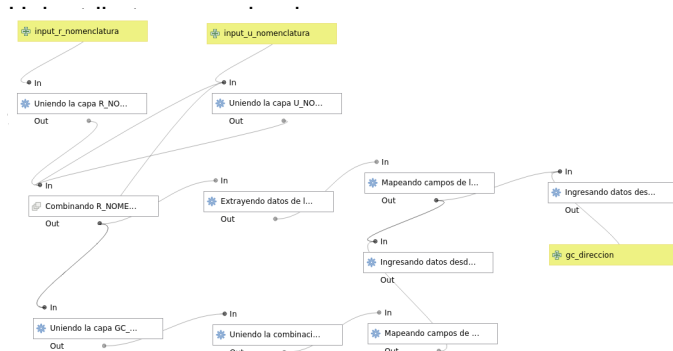 input_r_nomenclatura
input_u_nomenclatura
In
In
Uniendo la capa R_NO...
Uniendo la capa U_NO...
Out
Out
In
In
In
In
Mapeando campos de l...
Ingresando datos des...
Combinando R_NOME...
Extrayendo datos de l...
Out
Out
Out
Out
In
gc_direccion
Ingresando datos desd...
Out
In
In
In
Uniendo la capa GC_...
Uniendo la combinaci...
Mapeando campos de ...
Out
Out
Out